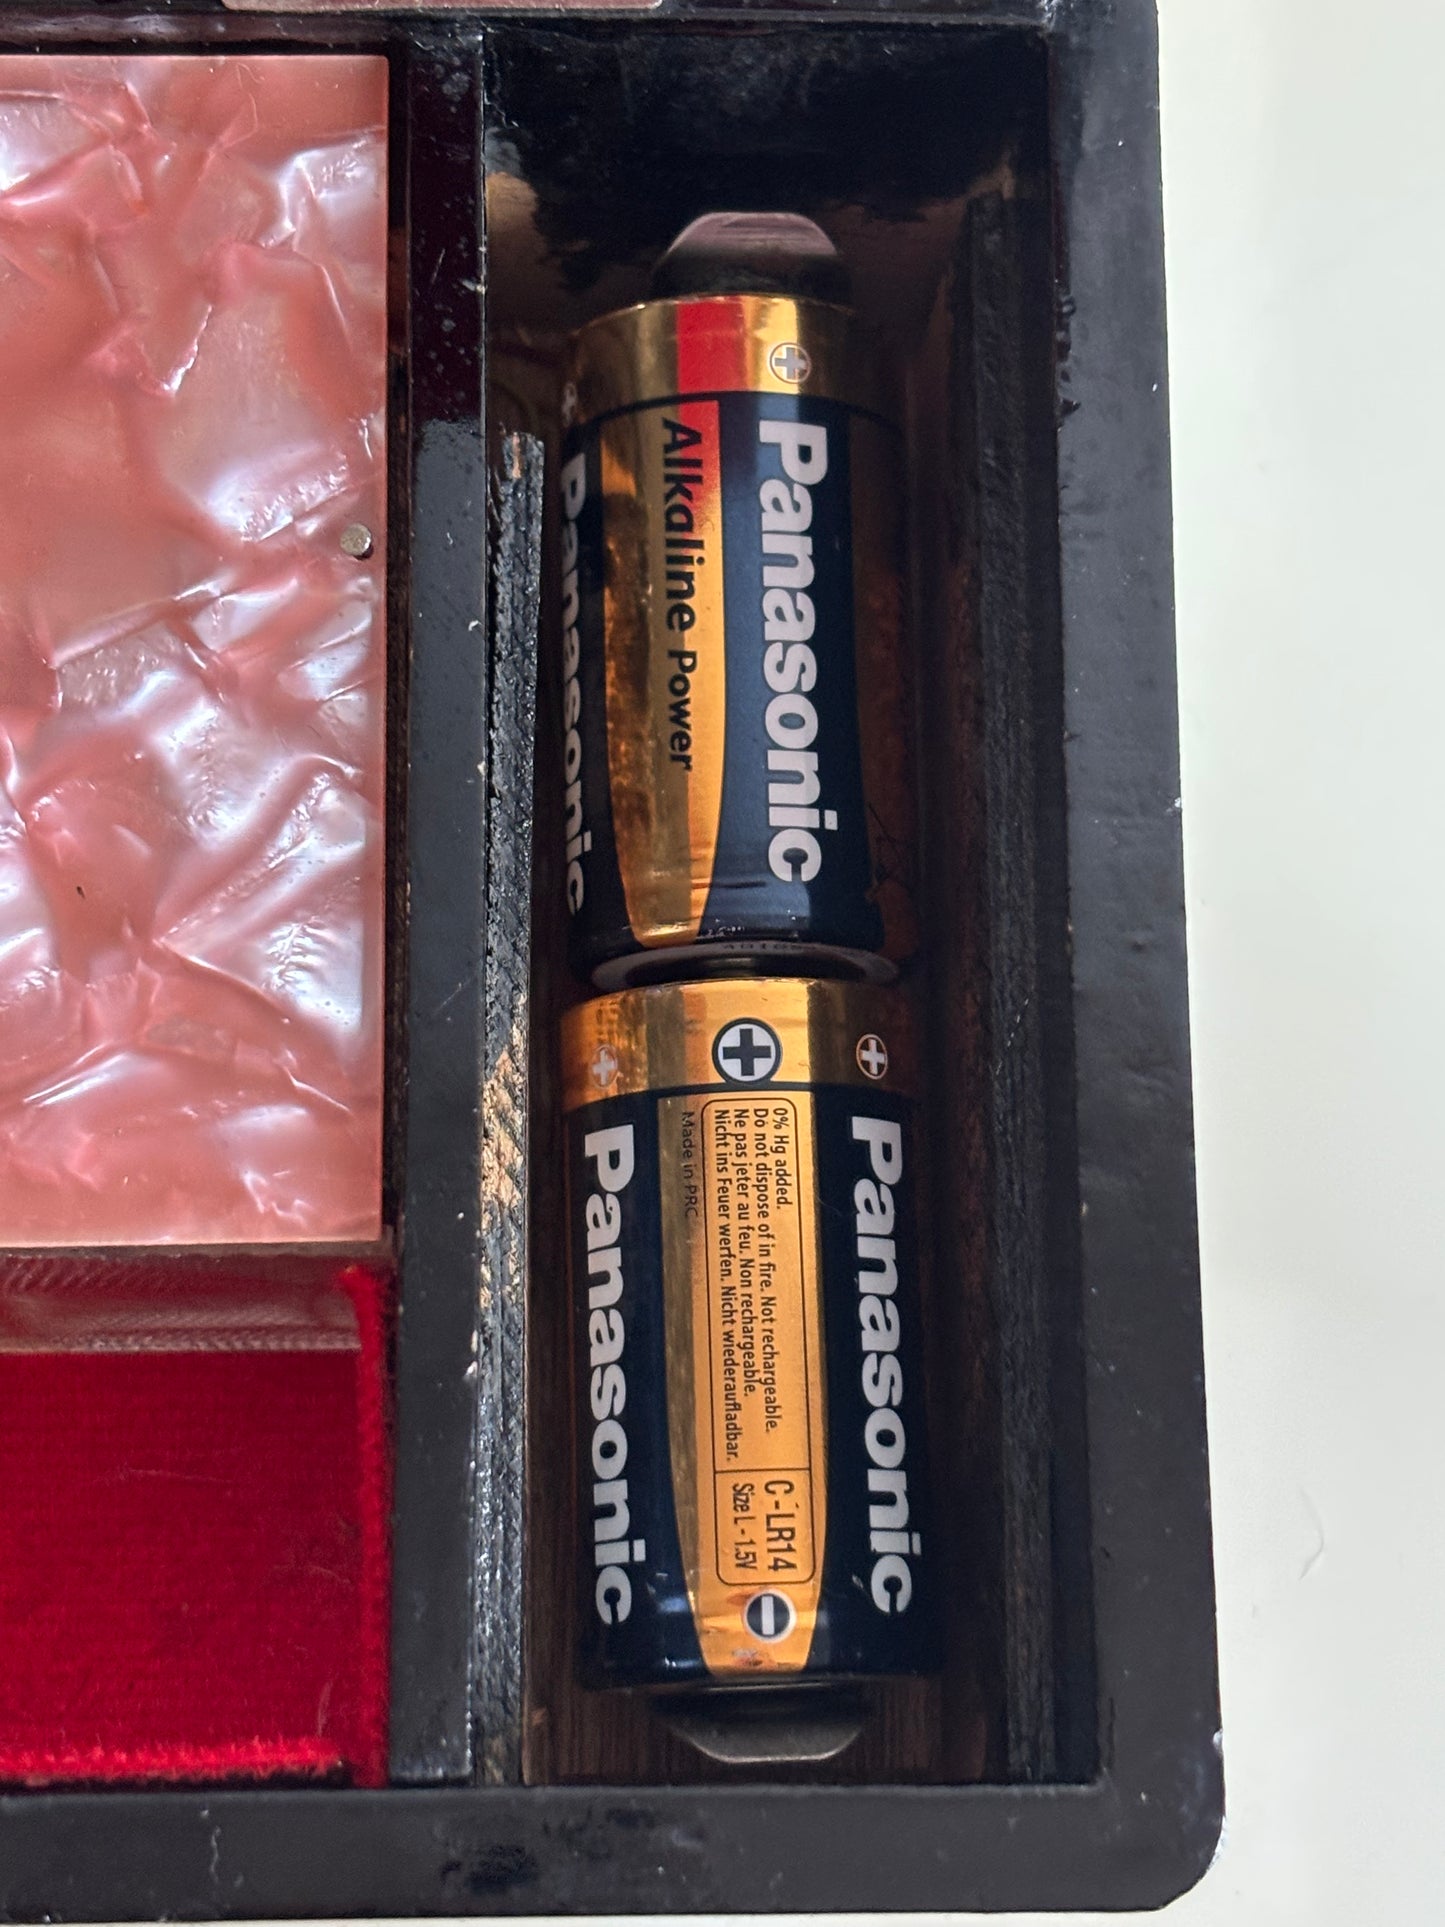 Panasonic
Alkaline Power
Panasonic
Panasonic
0% Hg added.
Do not dispose of in fire. Not rechargeable.
Ne pas jeter au feu. Non rechargeable.
Nicht ins Feuer werfen. Nicht wiederaufladbar.
C-LR14
Size L - 1.5V
Made in PRC
Panasonic